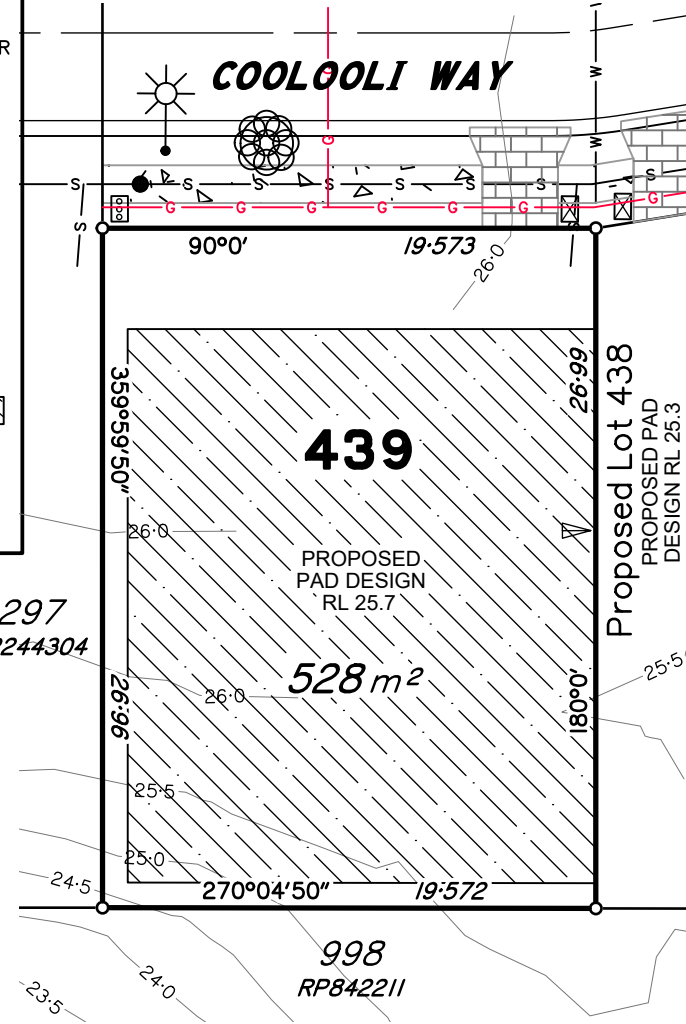 R
COOLOOLI WAY
W
W
G
G
S
S
S
S
S
S
S
S
S
G
G
G
G
G
G
G
S
S
90°0'
19·573
26·0
359°59'50"
26·99
439
Proposed Lot 438
PROPOSED PAD
DESIGN RL 25.3
26·0
PROPOSED
PAD DESIGN
RL 25.7
297
244304
528 m²
26·0
26·96
180°0'
25·5
25·5
25·0
24·5
270°04'50"
19·572
998
RP842211
24·0
23·5